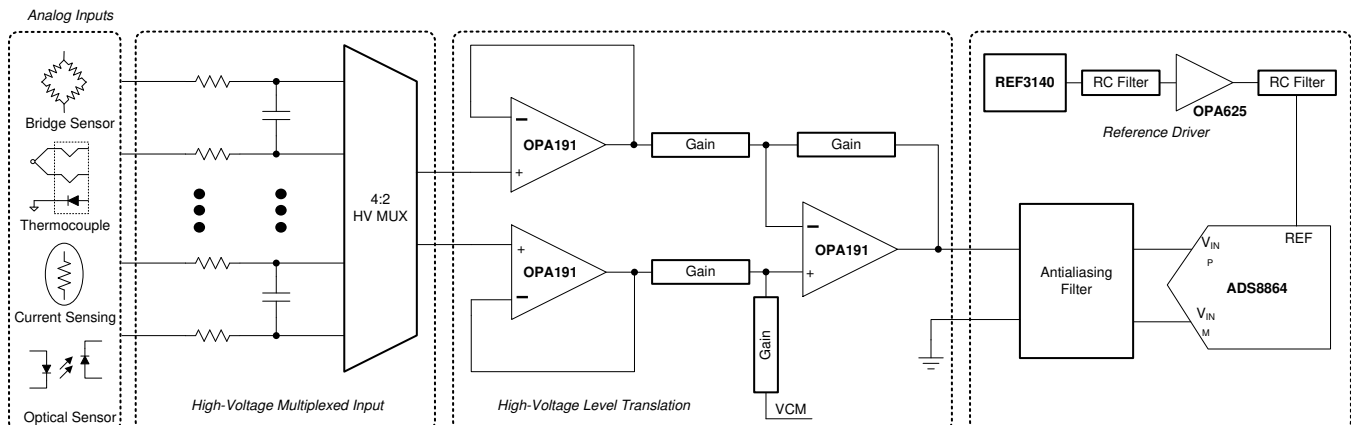 Analog Inputs
Bridge Sensor
Thermocouple
Current Sensing
Optical Sensor
4:2
HV MUX
High-Voltage Multiplexed Input
OPA191
Gain
Gain
OPA191
OPA191
Gain
Gain
VCM
High-Voltage Level Translation
REF3140
RC Filter
OPA625
RC Filter
Reference Driver
Antialiasing
Filter
VIN
P
REF
ADS8864
VIN
M